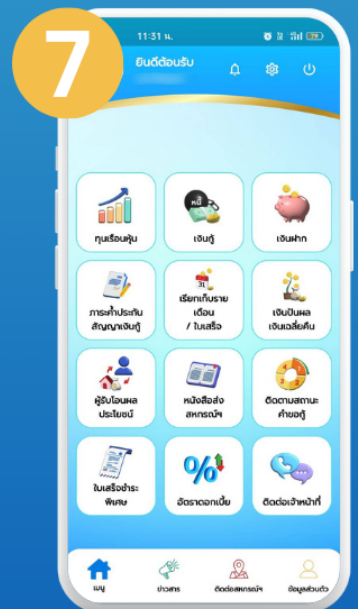 7
11:31 น.
79
ยินดีต้อนรับ
ทุนเรือนหุ้น
หนี้
เงินกู้
เงินฝาก
ภาระค้ำประกัน
สัญญาเงินกู้
31
เรียกเก็บราย
เดือน
/ ใบเสร็จ
เงินปันผล
เงินเฉลี่ยคืน
ผู้รับโอนผล
ประโยชน์
หนังสือส่ง
สหกรณ์ฯ
ติดตามสถานะ
คำขอกู้
ใบเสร็จชำระ
พิเศษ
%
อัตราดอกเบี้ย
ติดต่อเจ้าหน้าที่
เมนู
ข่าวสาร
ติดต่อสหกรณ์ฯ
ข้อมูลส่วนตัว